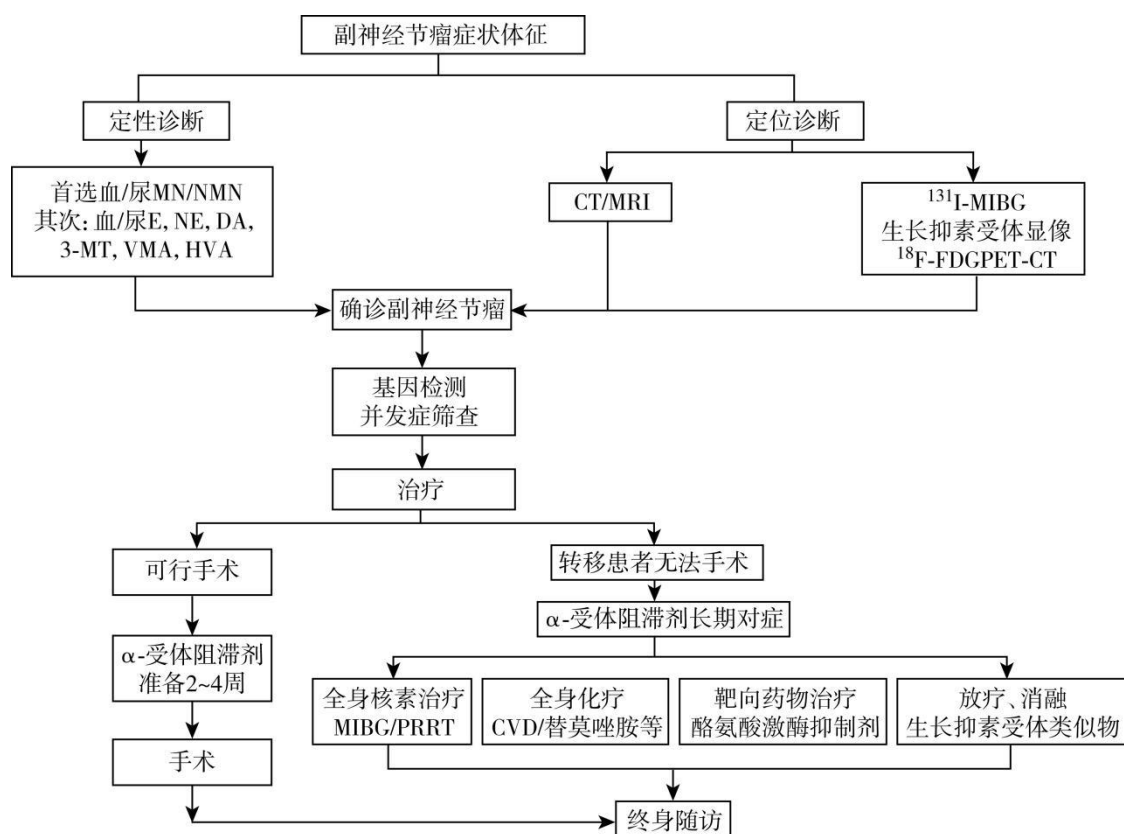 副神经节瘤症状体征
定性诊断
定位诊断
首选血/尿MN/NMN
其次: 血/尿E, NE, DA,
3-MT, VMA, HVA
CT/MRI
¹³¹I-MIBG
生长抑素受体显像
¹⁸F-FDGPET-CT
确诊副神经节瘤
基因检测
并发症筛查
治疗
可行手术
转移患者无法手术
α-受体阻滞剂长期对症
α-受体阻滞剂
准备2~4周
全身核素治疗
MIBG/PRRT
全身化疗
CVD/替莫唑胺等
靶向药物治疗
酪氨酸激酶抑制剂
放疗、消融
生长抑素受体类似物
手术
终身随访